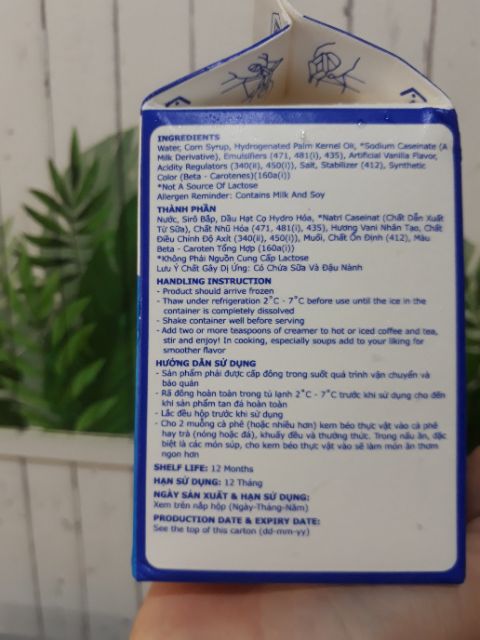 INGREDIENTS
Water, Corn Syrup, Hydrogenated Palm Kernel Oil, *Sodium Caseinate (A
Milk Derivative), Emulsifiers (471, 481(i), 435), Artificial Vanilla Flavor,
Acidity Regulators (340(ii), 450(i)), Salt, Stabilizer (412), Synthetic
Color (Beta - Carotenes)(160a(i))
*Not A Source Of Lactose
Allergen Reminder: Contains Milk And Soy
THÀNH PHẦN
Nước, Sirô Bắp, Dầu Hạt Cọ Hydro Hóa, *Natri Caseinat (Chất Dẫn Xuất
Từ Sữa), Chất Nhũ Hóa (471, 481(i), 435), Hương Vani Nhân Tạo, Chất
Điều Chỉnh Độ Axit (340(ii), 450(i)), Muối, Chất Ổn Định (412), Màu
Beta - Caroten Tổng Hợp (160a(i))
*Không Phải Nguồn Cung Cấp Lactose
Lưu Ý Chất Gây Dị Ứng: Có Chứa Sữa Và Đậu Nành
HANDLING INSTRUCTION
- Product should arrive frozen
- Thaw under refrigeration 2˚C - 7˚C before use until the ice in the
container is completely dissolved
- Shake container well before serving
- Add two or more teaspoons of creamer to hot or iced coffee and tea,
stir and enjoy! In cooking, especially soups add to your liking for
smoother flavor
HƯỚNG DẪN SỬ DỤNG
- Sản phẩm phải được cấp đông trong suốt quá trình vận chuyển và
bảo quản
- Rã đông hoàn toàn trong tủ lạnh 2˚C - 7˚C trước khi sử dụng cho đến
khi sản phẩm tan đá hoàn toàn
- Lắc đều hộp trước khi sử dụng
- Cho 2 muỗng cà phê (hoặc nhiều hơn) kem béo thực vật vào cà phê
hay trà (nóng hoặc đá), khuấy đều và thưởng thức. Trong nấu ăn, đặc
biệt là các món súp, cho kem béo thực vật vào sẽ làm món ăn thơm
ngon hơn
SHELF LIFE: 12 Months
HẠN SỬ DỤNG: 12 Tháng
NGÀY SẢN XUẤT & HẠN SỬ DỤNG:
Xem trên nắp hộp (Ngày-Tháng-Năm)
PRODUCTION DATE & EXPIRY DATE:
See the top of this carton (dd-mm-yy)